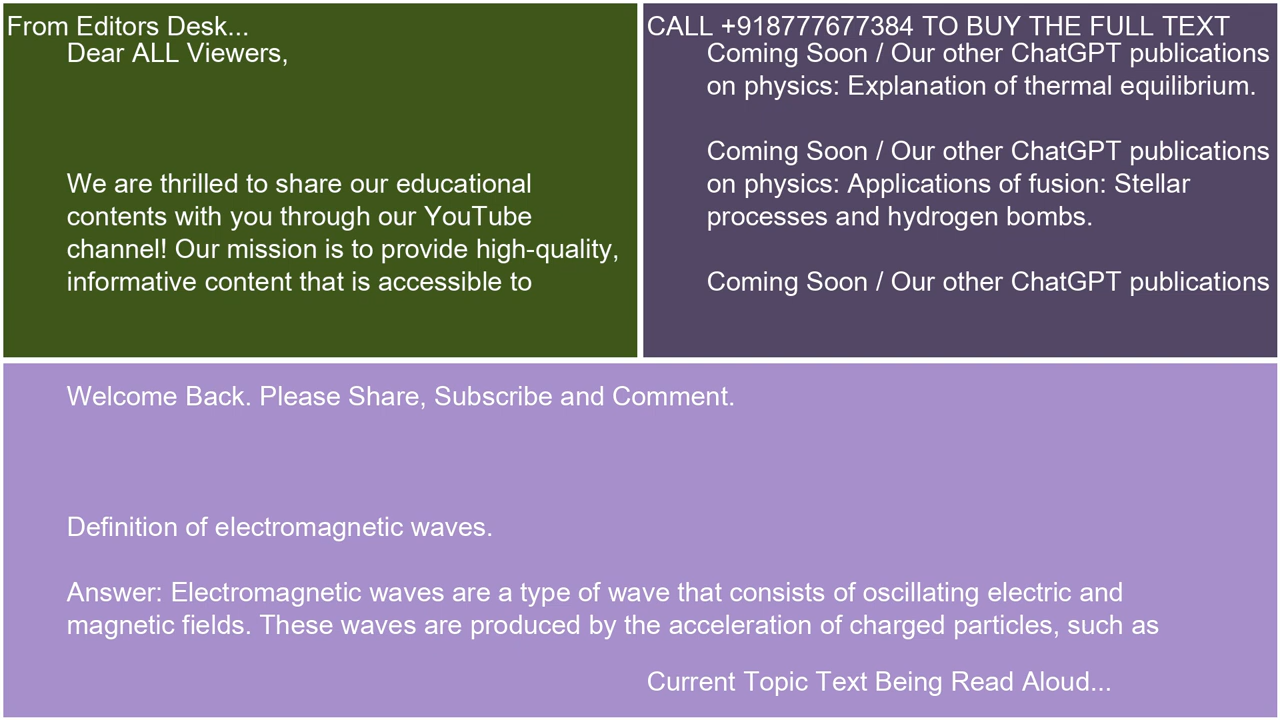 From Editors Desk...
Dear ALL Viewers,
We are thrilled to share our educational
contents with you through our YouTube
channel! Our mission is to provide high-quality,
informative content that is accessible to
CALL +918777677384 TO BUY THE FULL TEXT
Coming Soon / Our other ChatGPT publications
on physics: Explanation of thermal equilibrium.
Coming Soon / Our other ChatGPT publications
on physics: Applications of fusion: Stellar
processes and hydrogen bombs.
Coming Soon / Our other ChatGPT publications
Welcome Back. Please Share, Subscribe and Comment.
Definition of electromagnetic waves.
Answer: Electromagnetic waves are a type of wave that consists of oscillating electric and
magnetic fields. These waves are produced by the acceleration of charged particles, such as
Current Topic Text Being Read Aloud...